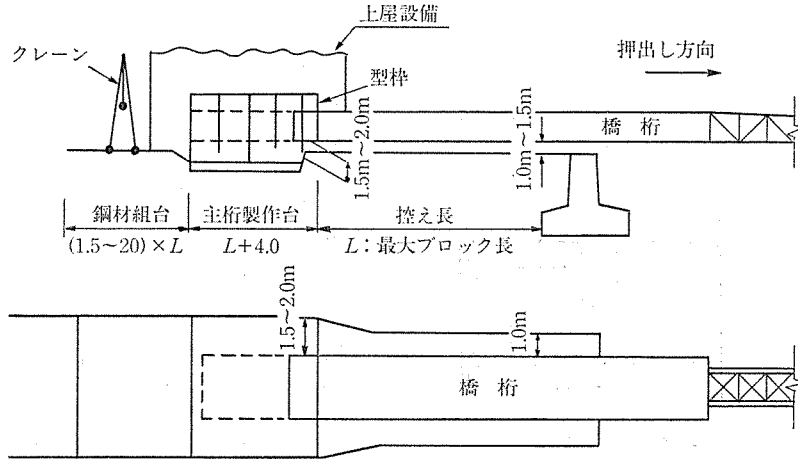 上屋設備
クレーン
型枠
押出し方向
橋桁
1.5m～2.0m
1.0m～1.5m
鋼材組台
主桁製作台
控え長
(1.5～20)×L
L+4.0
L：最大ブロック長
1.5～2.0m
1.0m
橋桁